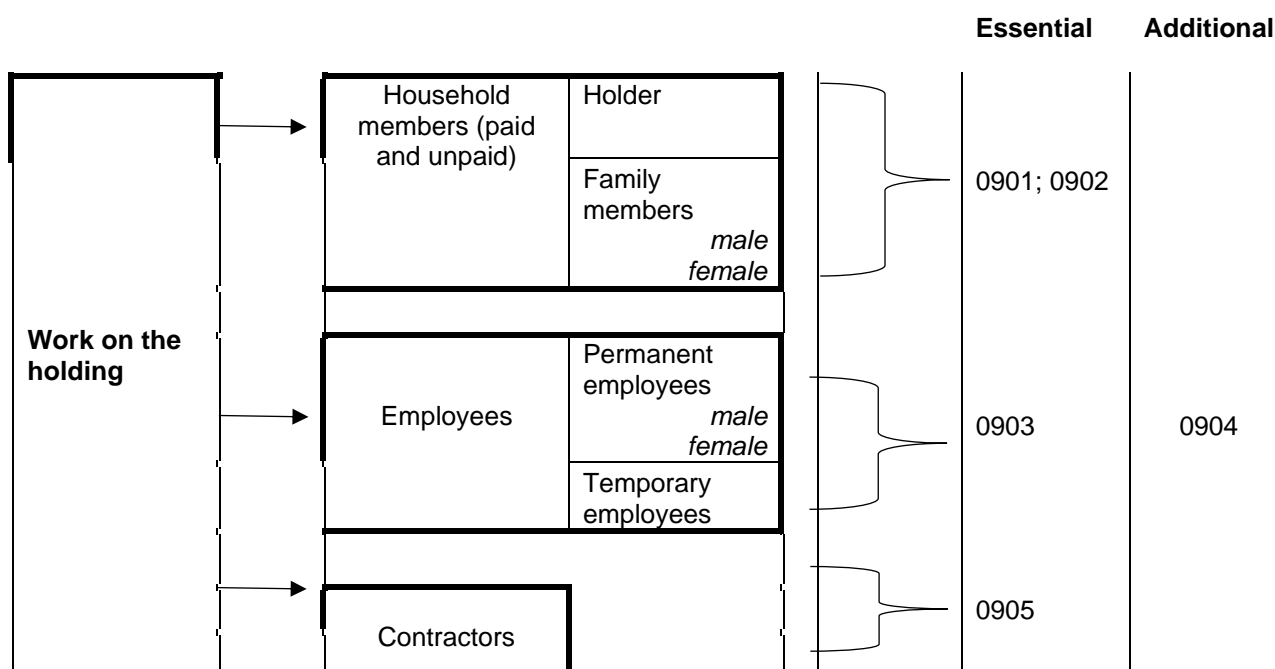 Essential Additional
Household
members (paid
and unpaid)
Holder
Family
members
male
female
0901; 0902
Work on the
holding
Employees
Permanent
employees
male
female
Temporary
employees
0903
0904
Contractors
0905